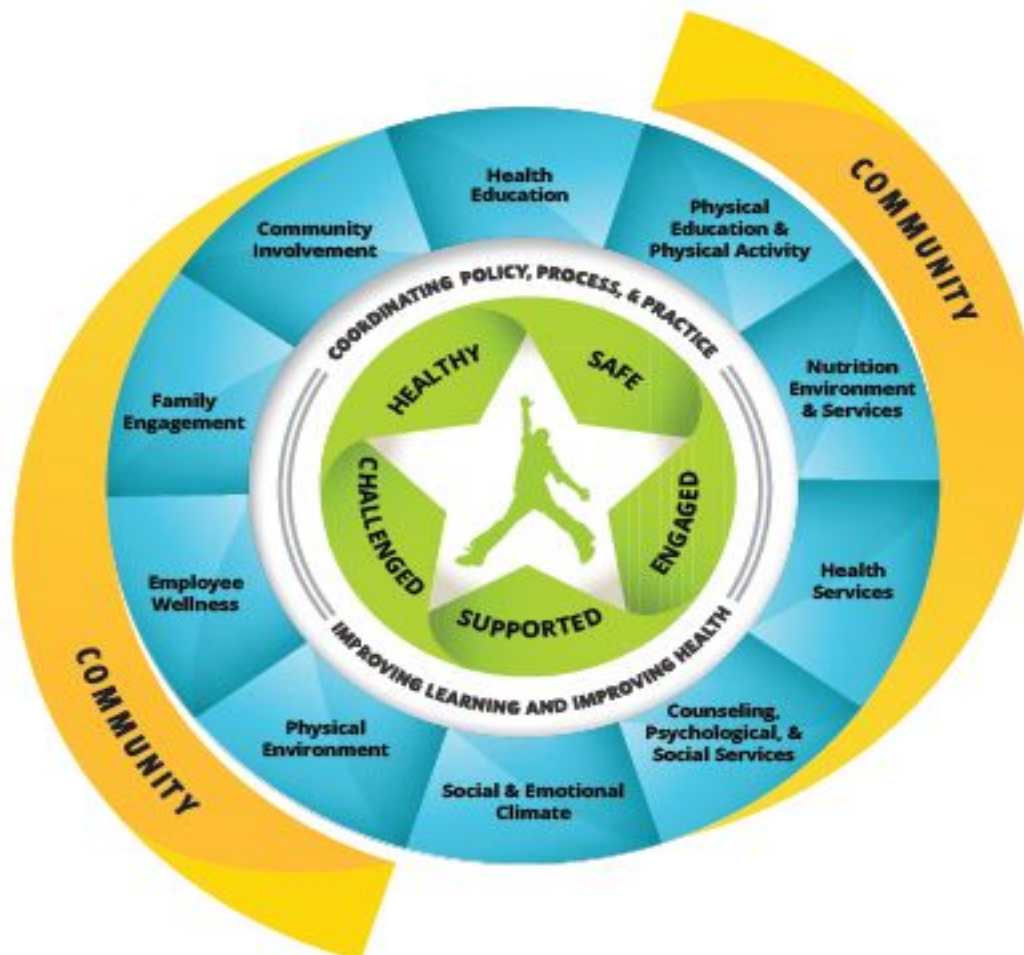 COMMUNITY
Health
Education
Physical
Education &
Physical Activity
Nutrition
Environment
& Services
Health
Services
Counseling,
Psychological, &
Social Services
Social & Emotional
Climate
Physical
Environment
Employee
Wellness
Family
Engagement
Community
Involvement
COMMUNITY
COORDINATING POLICY, PROCESS, & PRACTICE
IMPROVING LEARNING AND IMPROVING HEALTH
HEALTHY
SAFE
ENGAGED
SUPPORTED
CHALLENGED